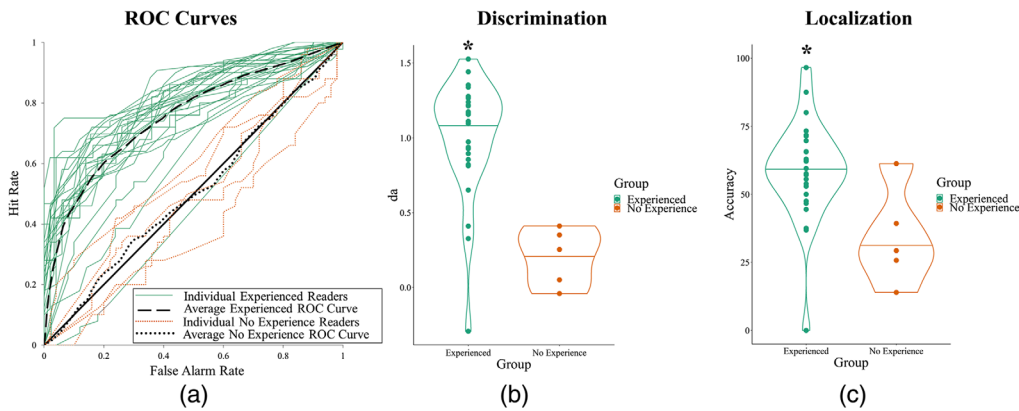 ROC Curves
1
0.8
0.6
0.4
0.2
0
Hit Rate
0
0.2
0.4
0.6
0.8
1
False Alarm Rate
Individual Experienced Readers
Average Experienced ROC Curve
Individual No Experience Readers
Average No Experience ROC Curve
(a)
Discrimination
*
1.5
1.0
0.5
0.0
da
Experienced
No Experience
Group
Group
Experienced
No Experience
(b)
Localization
*
100
75
50
25
0
Accuracy
Experienced
No Experience
Group
Group
Experienced
No Experience
(c)